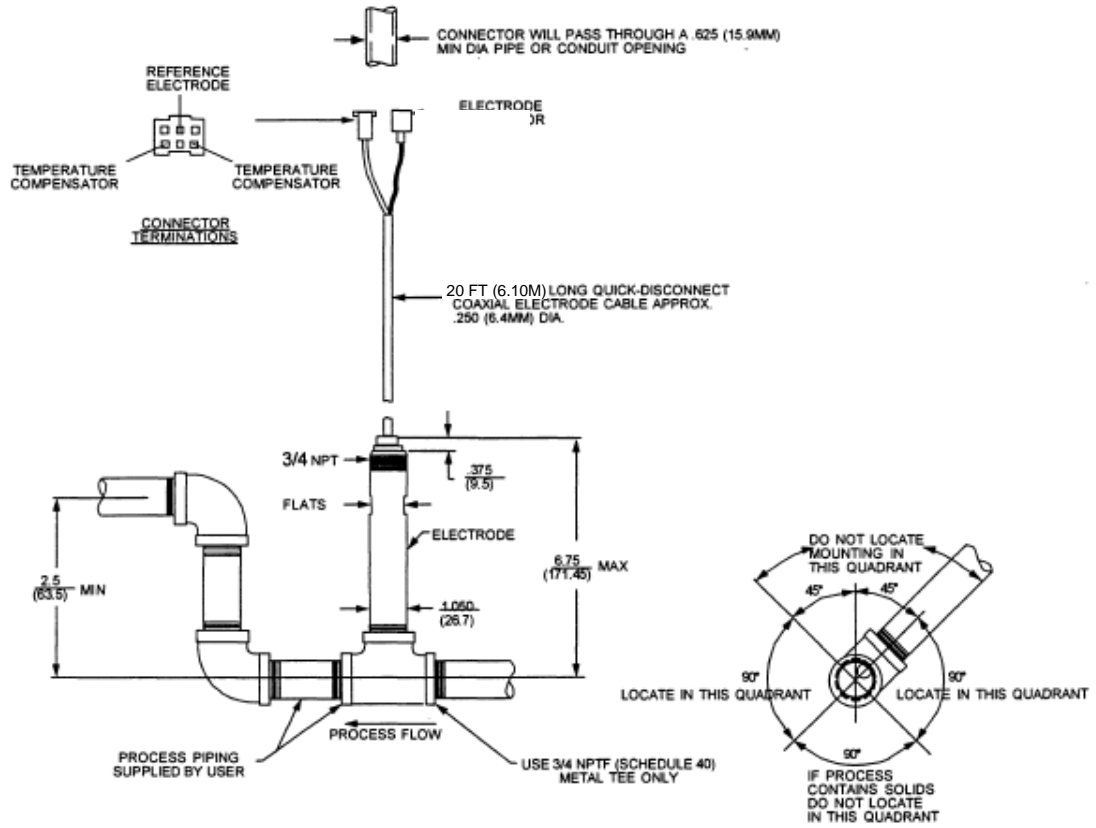 CONNECTOR WILL PASS THROUGH A .625 (15.9MM)
MIN DIA PIPE OR CONDUIT OPENING
REFERENCE
ELECTRODE
ELECTRODE
TEMPERATURE
COMPENSATOR
TEMPERATURE
COMPENSATOR
CONNECTOR
TERMINATIONS
20 FT (6.10M) LONG QUICK-DISCONNECT
COAXIAL ELECTRODE CABLE APPROX.
.250 (6.4MM) DIA.
3/4 NPT
.375
(9.5)
FLATS
ELECTRODE
6.75
(171.45) MAX
2.5
(63.5) MIN
1.050
(26.7)
PROCESS FLOW
PROCESS PIPING
SUPPLIED BY USER
USE 3/4 NPTF (SCHEDULE 40)
METAL TEE ONLY
DO NOT LOCATE
MOUNTING IN
THIS QUADRANT
45°
45°
90°
LOCATE IN THIS QUADRANT
90°
LOCATE IN THIS QUADRANT
90°
IF PROCESS
CONTAINS SOLIDS
DO NOT LOCATE
IN THIS QUADRANT